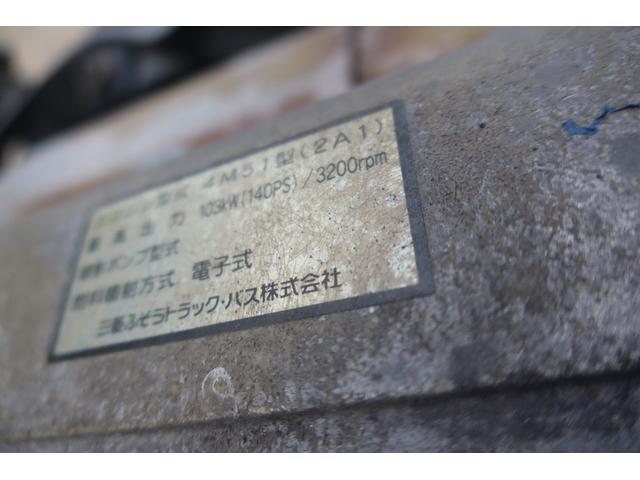 型式 4M51型(2A1)
最高出力 103kW(140PS)/3200rpm
燃料ポンプ型式
燃料噴射方式 電子式
三菱ふそうトラック・バス株式会社